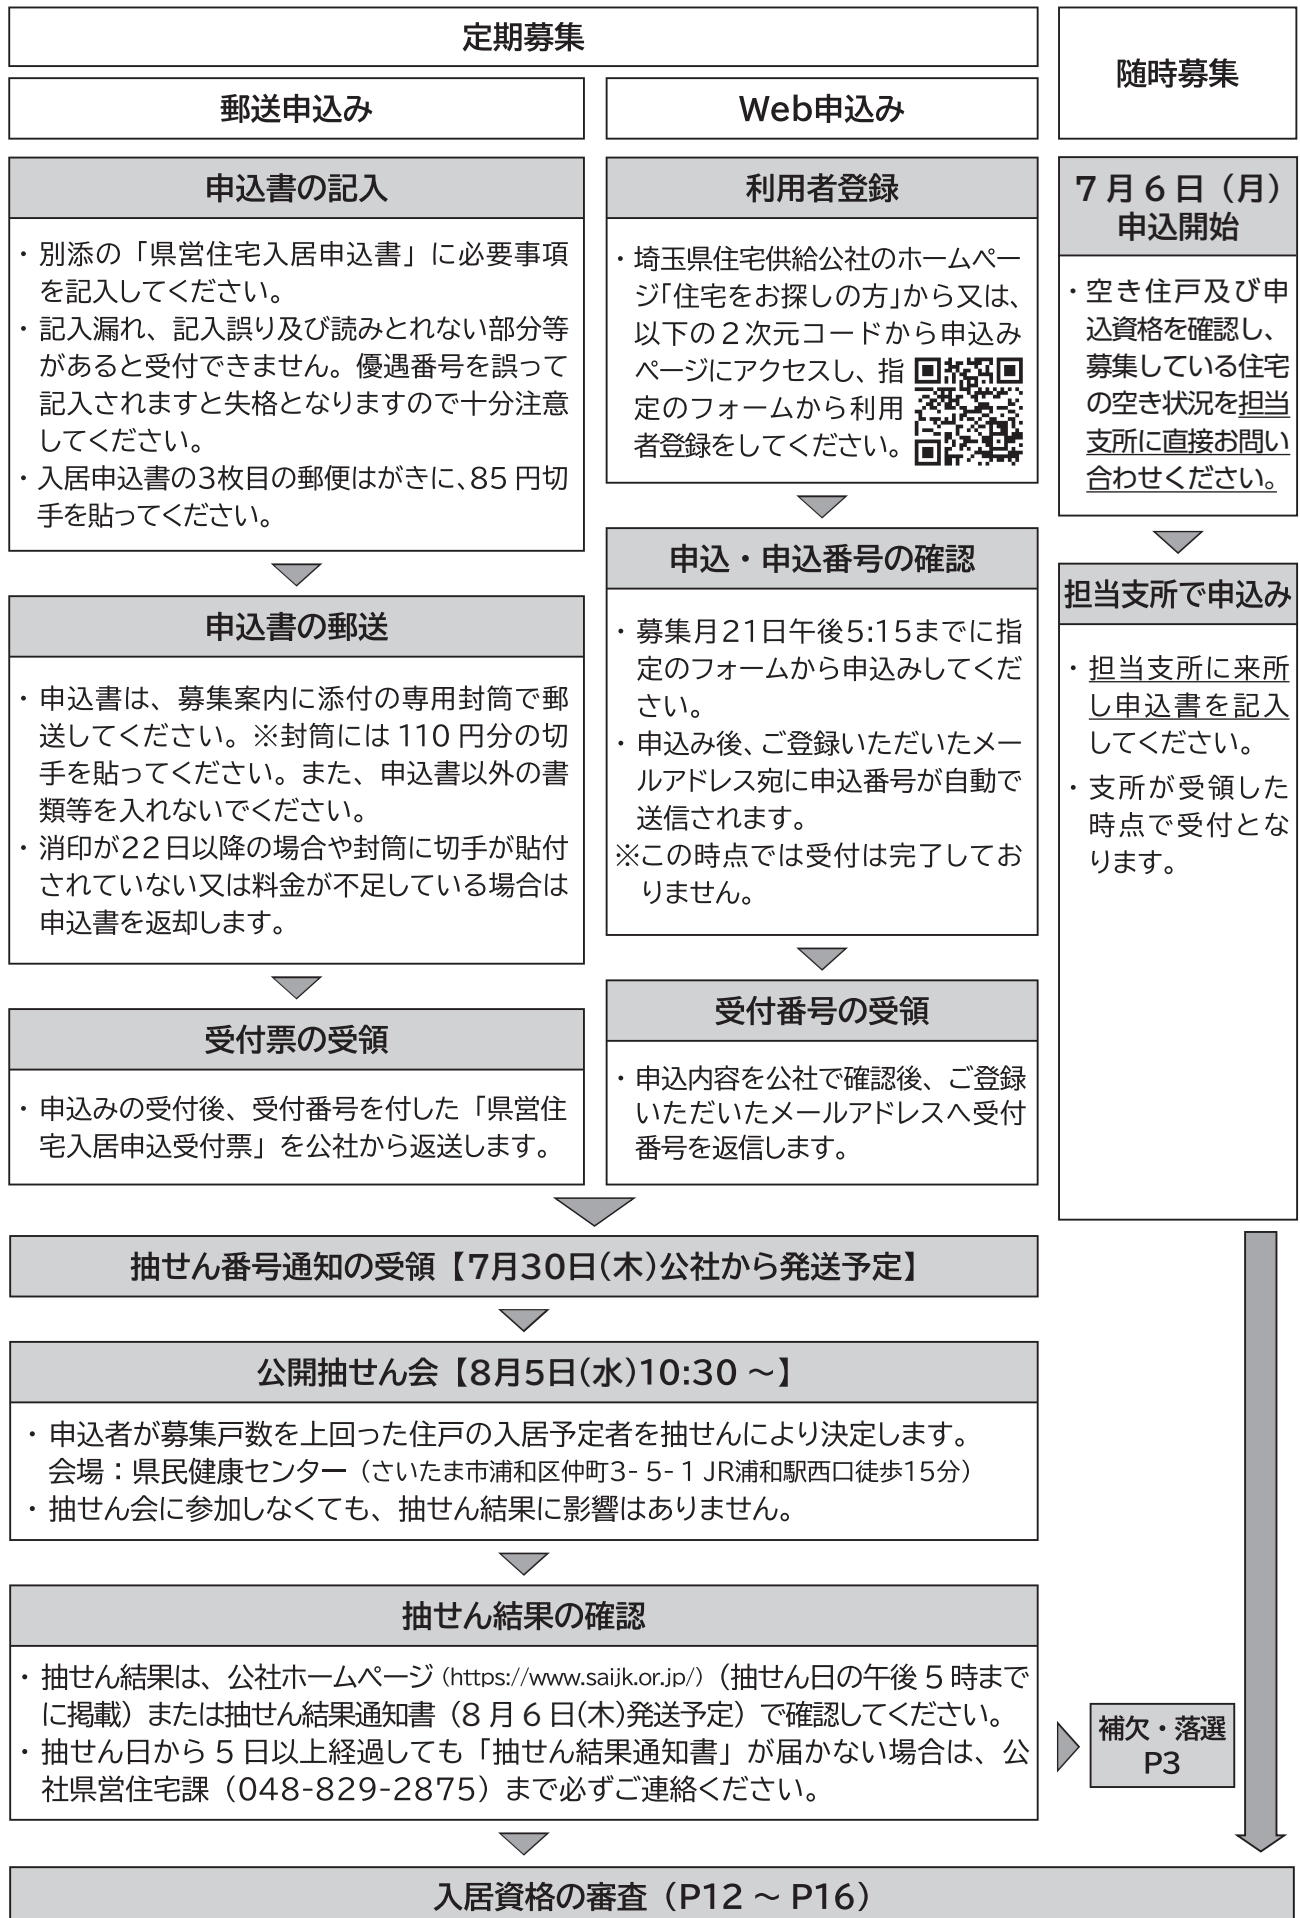 定期募集
郵送申込み
申込書の記入
・別添の「県営住宅入居申込書」に必要事項
を記入してください。
・記入漏れ、記入誤り及び読みとれない部分等
があると受付できません。優遇番号を誤って
記入されますと失格となりますので十分注意
してください。
・入居申込書の3枚目の郵便はがきに、85円切
手を貼ってください。
申込書の郵送
・申込書は、募集案内に添付の専用封筒で郵
送してください。※封筒には110円分の切
手を貼ってください。また、申込書以外の書
類等を入れないでください。
・消印が22日以降の場合や封筒に切手が貼付
されていない又は料金が不足している場合は
申込書を返却します。
受付票の受領
・申込みの受付後、受付番号を付した「県営住
宅入居申込受付票」を公社から返送します。
Web申込み
利用者登録
・埼玉県住宅供給公社のホームペー
ジ「住宅をお探しの方」から又は、
以下の2次元コードから申込み
ページにアクセスし、指
定のフォームから利用
者登録をしてください。
申込・申込番号の確認
・募集月21日午後5:15までに指
定のフォームから申込みしてくだ
さい。
・申込み後、ご登録いただいたメー
ルアドレス宛に申込番号が自動で
送信されます。
※この時点では受付は完了してお
りません。
受付番号の受領
・申込内容を公社で確認後、ご登録
いただいたメールアドレスへ受付
番号を返信します。
随時募集
7月6日（月）
申込開始
・空き住戸及び申
込資格を確認し、
募集している住宅
の空き状況を担当
支所に直接お問い
合わせください。
担当支所で申込み
・担当支所に来所
し申込書を記入
してください。
・支所が受領した
時点で受付とな
ります。
抽せん番号通知の受領【7月30日(木)公社から発送予定】
公開抽せん会【8月5日(水)10:30 ～】
・申込者が募集戸数を上回った住戸の入居予定者を抽せんにより決定します。
会場：県民健康センター（さいたま市浦和区仲町3-5-1 JR浦和駅西口徒歩15分）
・抽せん会に参加しなくても、抽せん結果に影響はありません。
抽せん結果の確認
・抽せん結果は、公社ホームページ（https://www.saijk.or.jp/）（抽せん日の午後5時まで
に掲載）または抽せん結果通知書（8月6日(木)発送予定）で確認してください。
・抽せん日から5日以上経過しても「抽せん結果通知書」が届かない場合は、公
社県営住宅課（048-829-2875）まで必ずご連絡ください。
補欠・落選
P3
入居資格の審査（P12 ～ P16）